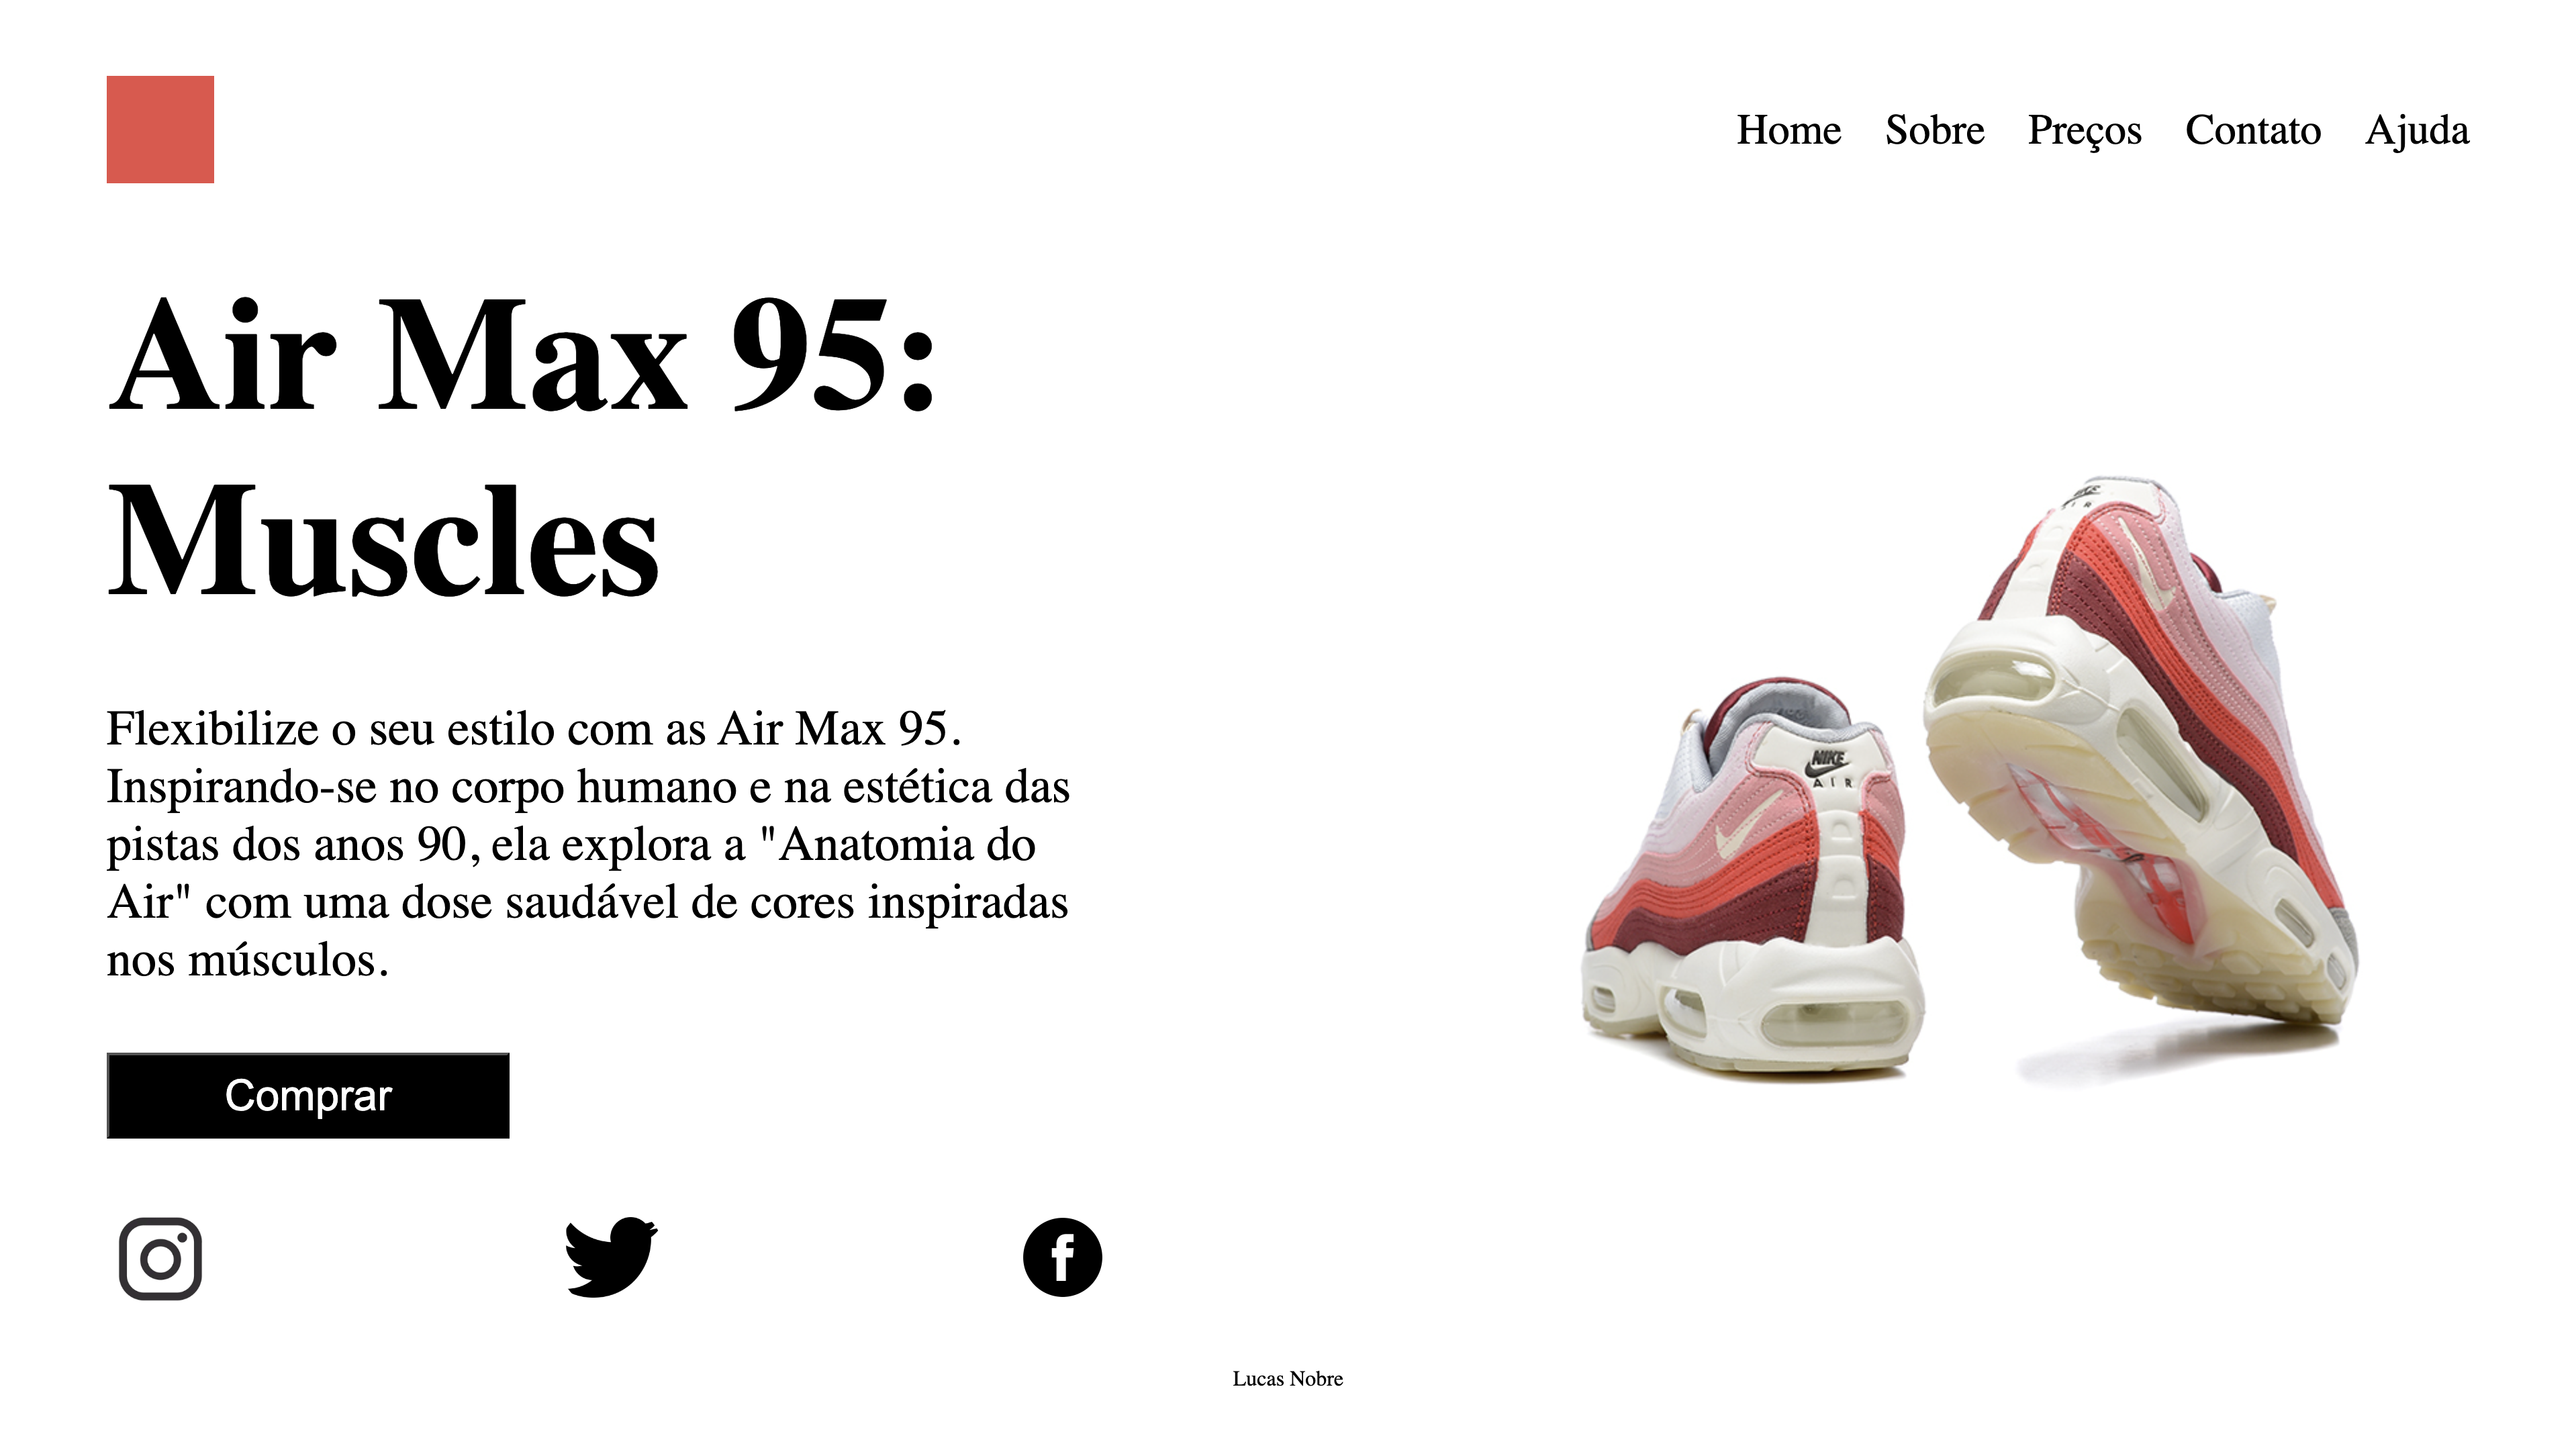 Home Sobre Preços Contato Ajuda
Air Max 95:
Muscles
Flexibilize o seu estilo com as Air Max 95.
Inspirando-se no corpo humano e na estética das
pistas dos anos 90, ela explora a "Anatomia do
Air" com uma dose saudável de cores inspiradas
nos músculos.
NIKE
AIR
NIKE
AIR
Comprar
f
Lucas Nobre